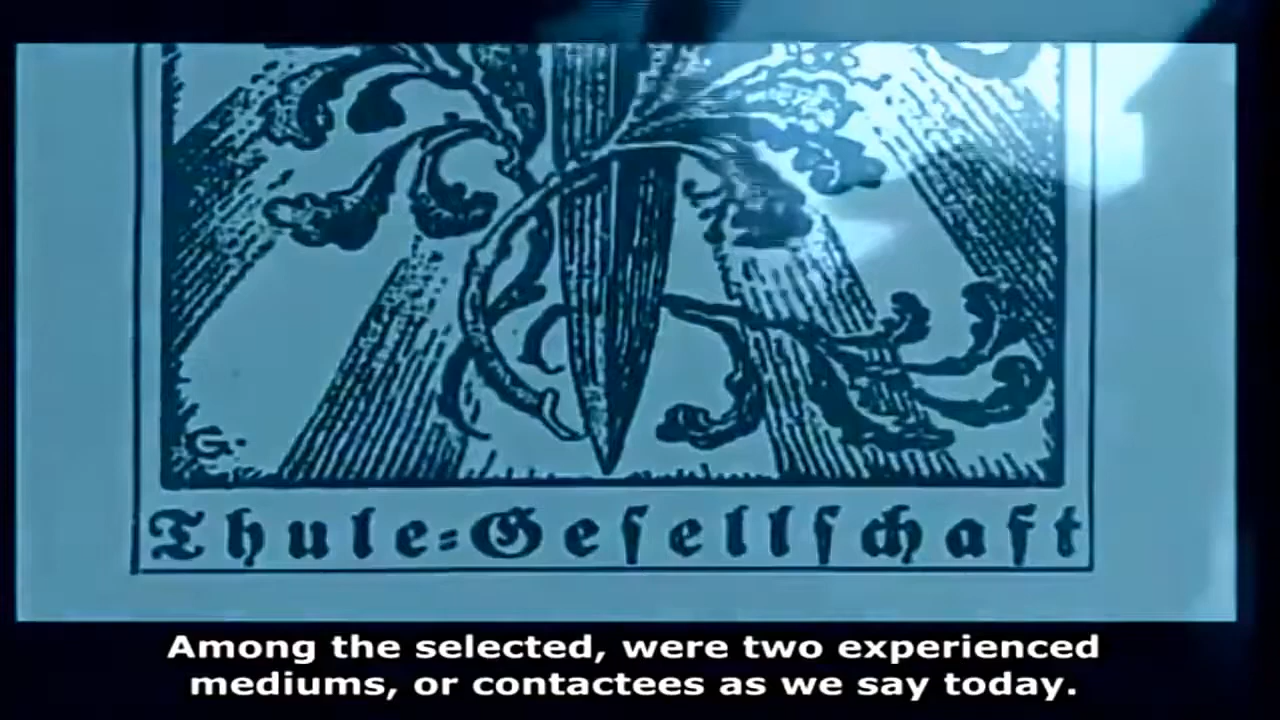 G.
Thule=Geſellſchaft
Among the selected, were two experienced
mediums, or contactees as we say today.